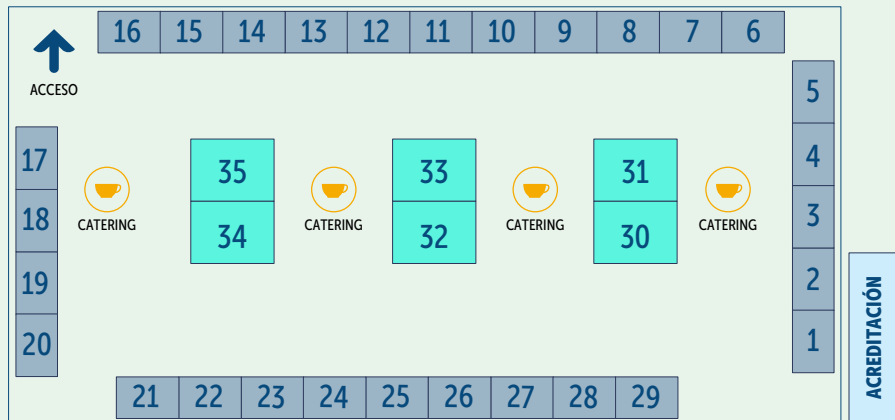 16 15 14 13 12 11 10 9 8 7 6
ACCESO
5
4
3
2
1
17
18
19
20
35
34
33
32
31
30
CATERING
CATERING
CATERING
CATERING
21 22 23 24 25 26 27 28 29
ACREDITACIÓN